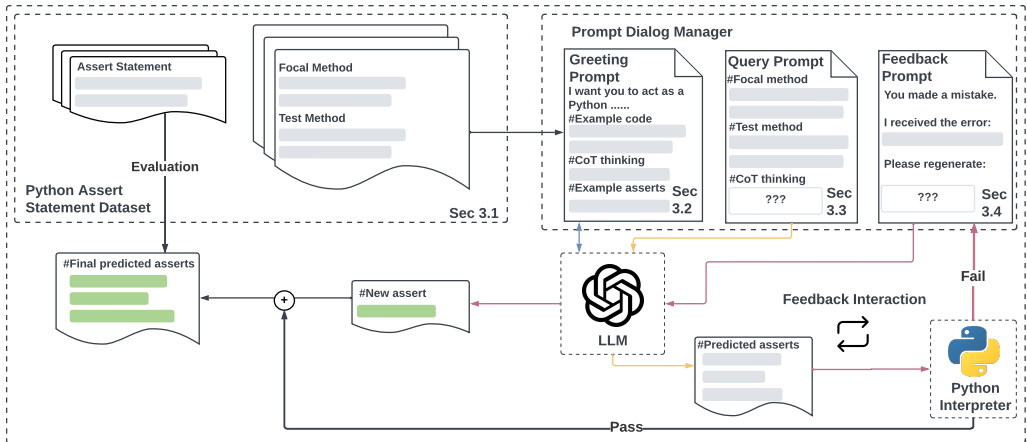 Assert Statement
Focal Method
Test Method
Evaluation
Python Assert
Statement Dataset
Sec 3.1
Prompt Dialog Manager
Greeting
Prompt
I want you to act as a
Python ......
#Example code
#CoT thinking
#Example asserts
Sec
3.2
Query Prompt
#Focal method
#Test method
#CoT thinking
???
Sec
3.3
Feedback
Prompt
You made a mistake.
I received the error:
Please regenerate:
???
Sec
3.4
#Final predicted asserts
+
#New assert
LLM
Feedback Interaction
Fail
#Predicted asserts
Python
Interpreter
Pass